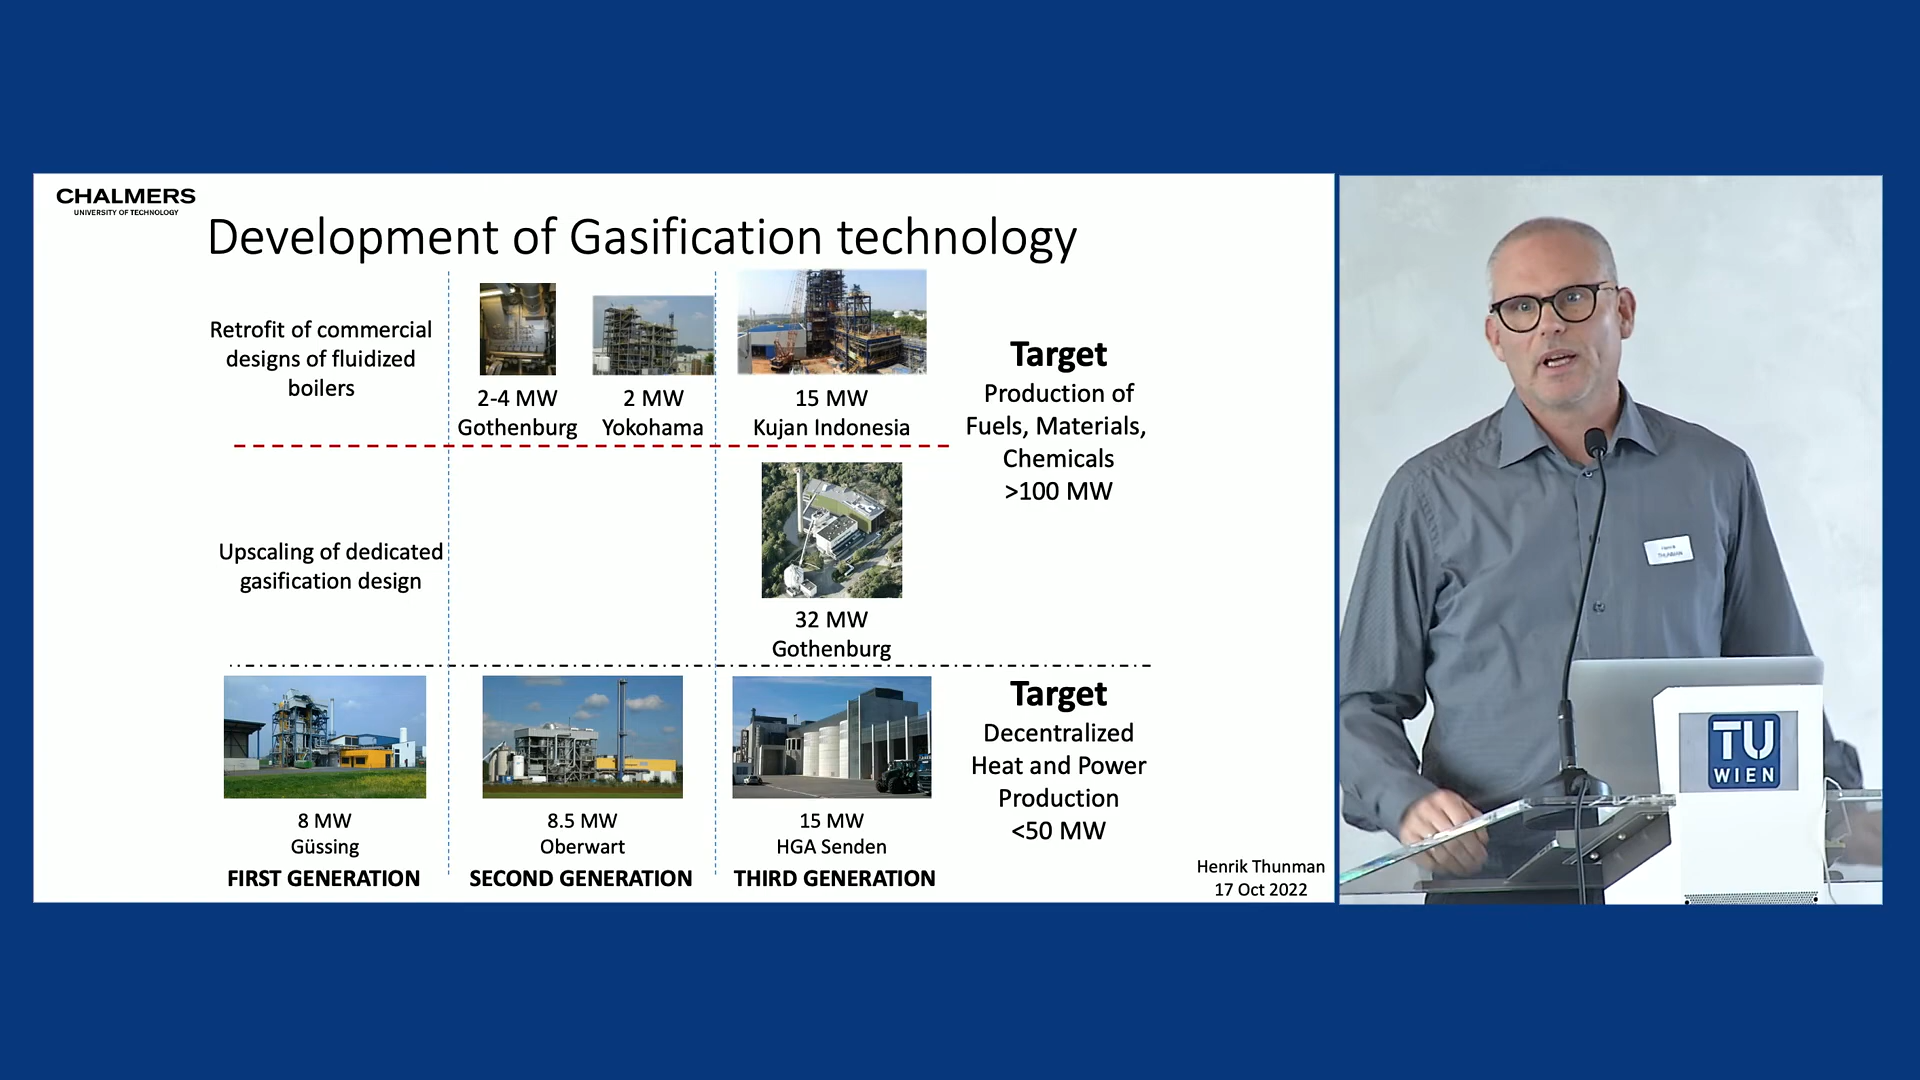 CHALMERS
UNIVERSITY OF TECHNOLOGY
Development of Gasification technology
Retrofit of commercial
designs of fluidized
boilers
2-4 MW
Gothenburg
2 MW
Yokohama
15 MW
Kujan Indonesia
Target
Production of
Fuels, Materials,
Chemicals
>100 MW
Upscaling of dedicated
gasification design
32 MW
Gothenburg
8 MW
Güssing
FIRST GENERATION
8.5 MW
Oberwart
SECOND GENERATION
15 MW
HGA Senden
THIRD GENERATION
Target
Decentralized
Heat and Power
Production
<50 MW
Henrik Thunman
17 Oct 2022
THUNMAN
TU
WIEN